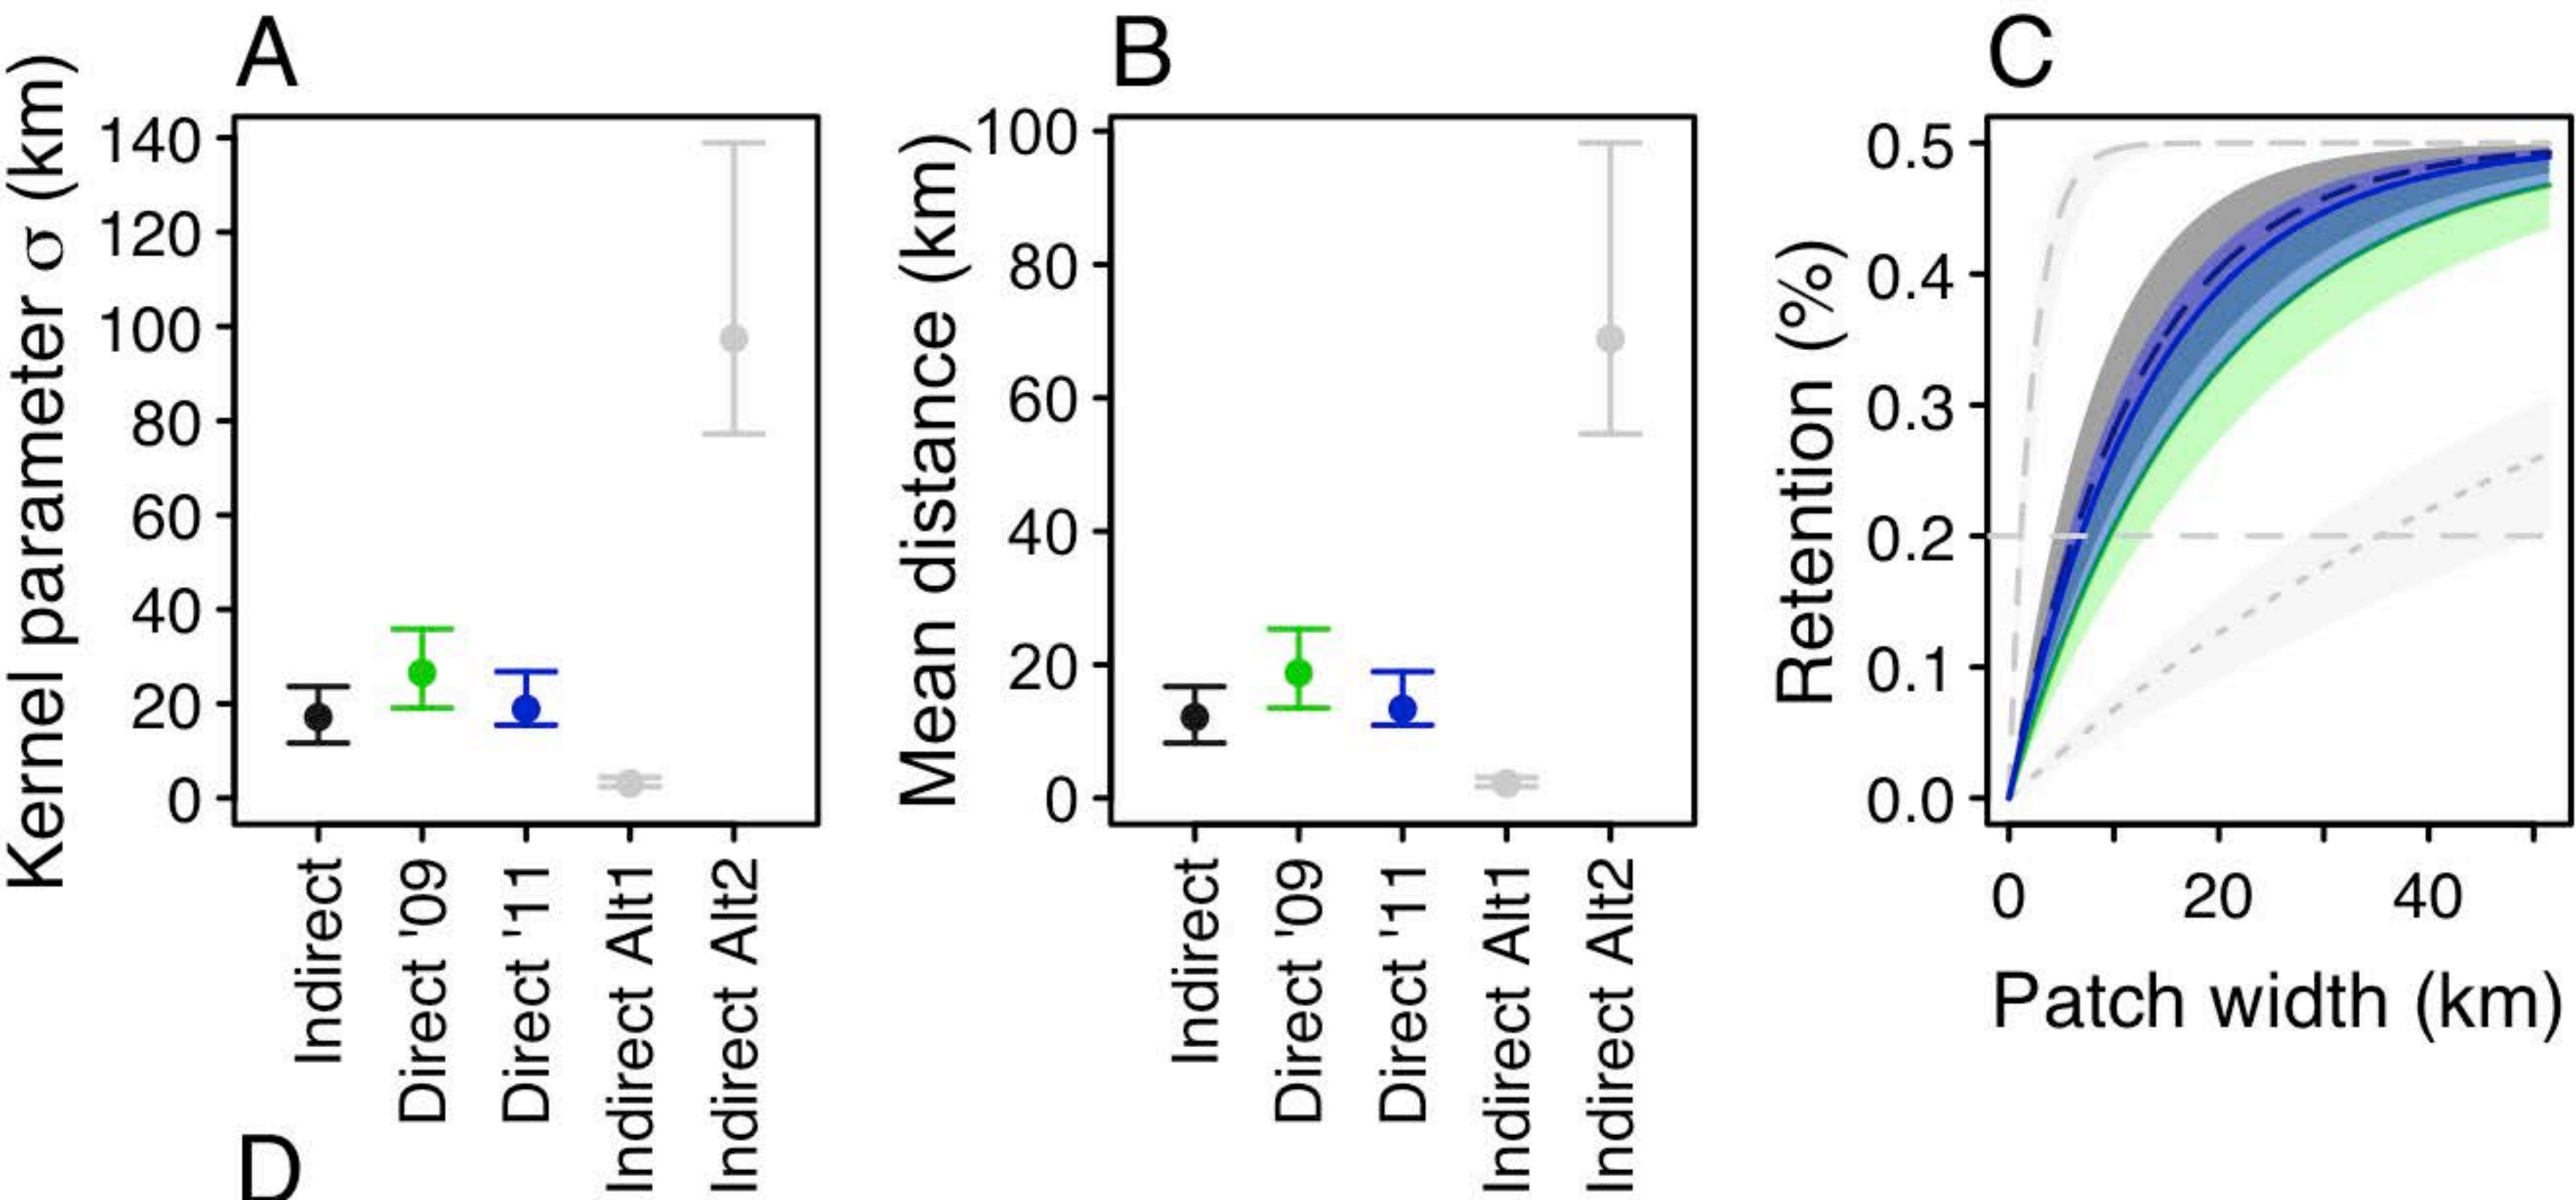 A
Kernel parameter σ (km)
140
120
100
80
60
40
20
0
Indirect
Direct '09
Direct '11
Indirect Alt1
Indirect Alt2
B
Mean distance (km)
100
80
60
40
20
0
Indirect
Direct '09
Direct '11
Indirect Alt1
Indirect Alt2
C
Retention (%)
0.5
0.4
0.3
0.2
0.1
0.0
0 20 40
Patch width (km)
D